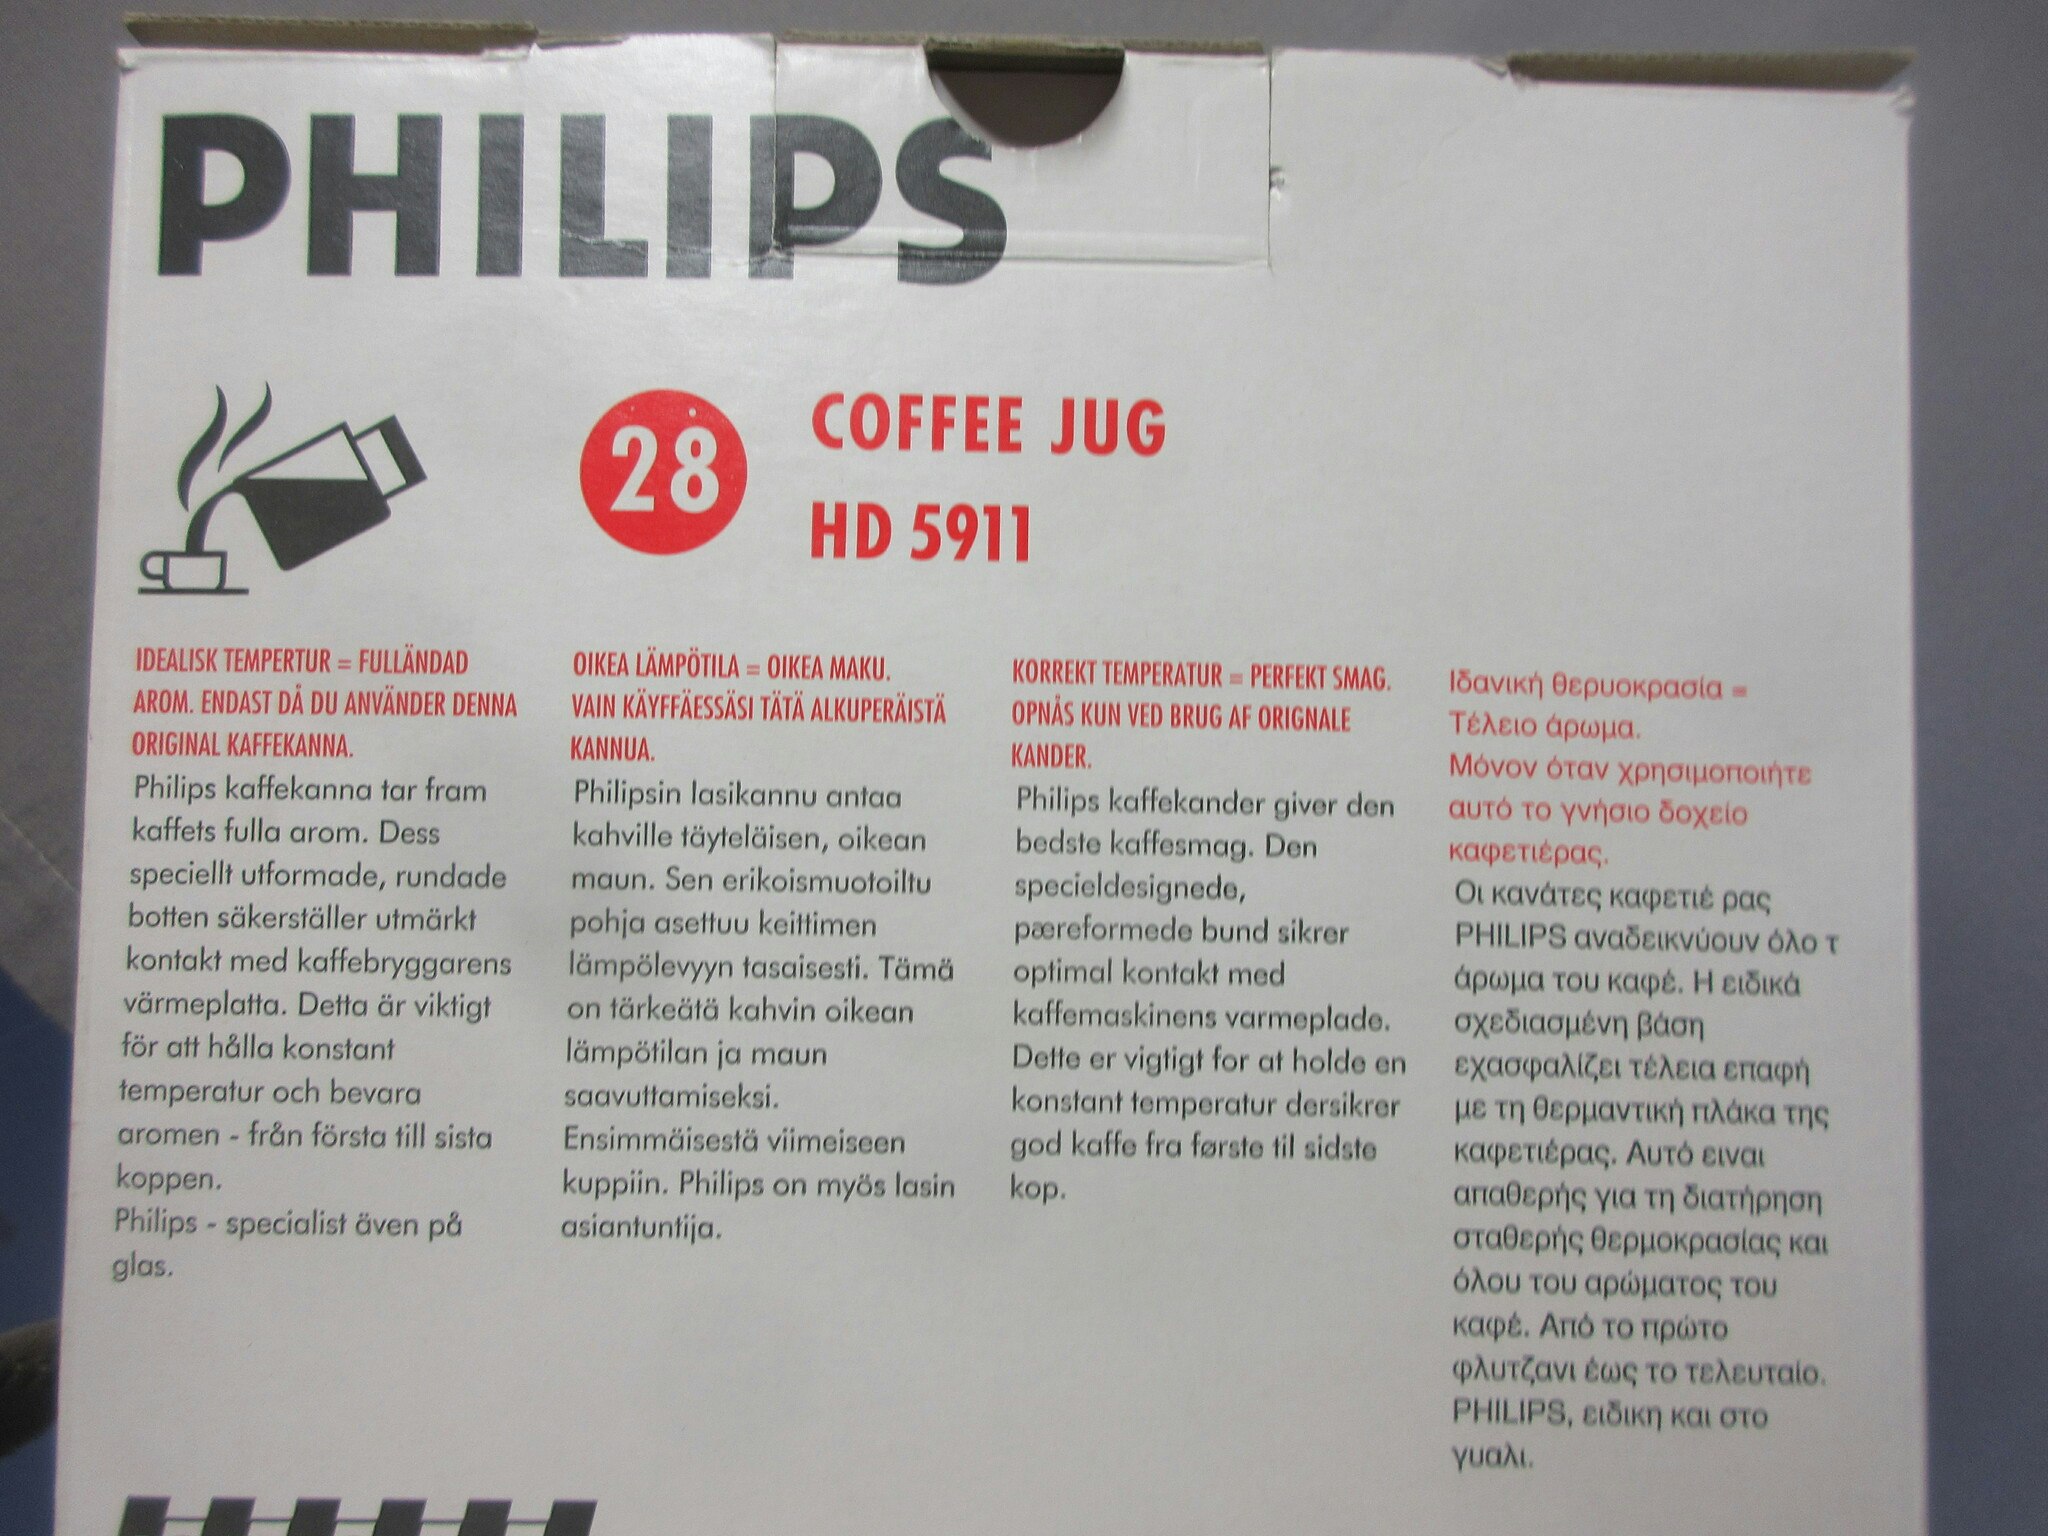 PHILIPS
28
COFFEE JUG
HD 5911
IDEALISK TEMPERTUR = FULLÄNDAD
AROM. ENDAST DÅ DU ANVÄNDER DENNA
ORIGINAL KAFFEKANNA.
Philips kaffekanna tar fram
kaffets fulla arom. Dess
speciellt utformade, rundade
botten säkerställer utmärkt
kontakt med kaffebryggarens
värmeplatta. Detta är viktigt
för att hålla konstant
temperatur och bevara
aromen - från första till sista
koppen.
Philips - specialist även på
glas.
OIKEA LÄMPÖTILA = OIKEA MAKU.
VAIN KÄYFFÄESSÄSI TÄTÄ ALKUPERÄISTÄ
KANNUA.
Philipsin lasikannu antaa
kahville täyteläisen, oikean
maun. Sen erikoismuotoiltu
pohja asettuu keittimen
lämpölevyyn tasaisesti. Tämä
on tärkeätä kahvin oikean
lämpötilan ja maun
saavuttamiseksi.
Ensimmäisestä viimeiseen
kuppiin. Philips on myös lasin
asiantuntija.
KORREKT TEMPERATUR = PERFEKT SMAG.
OPNÅS KUN VED BRUG AF ORIGNALE
KANDER.
Philips kaffekander giver den
bedste kaffesmag. Den
specieldesignede,
pæreformede bund sikrer
optimal kontakt med
kaffemaskinens varmeplade.
Dette er vigtigt for at holde en
konstant temperatur dersikrer
god kaffe fra første til sidste
kop.
Ιδανική θερυοκρασία =
Τέλειο άρωμα.
Μόνον όταν χρησιμοποιήτε
αυτό το γνήσιο δοχείο
καφετιέρας.
Οι κανάτες καφετιέ ρας
PHILIPS αναδεικνύουν όλο τ
άρωμα του καφέ. Η ειδικά
σχεδιασμένη βάση
εχασφαλίζει τέλεια επαφή
με τη θερμαντική πλάκα της
καφετιέρας. Αυτό ειναι
απαθερής για τη διατήρηση
σταθερής θερμοκρασίας και
όλου του αρώματος του
καφέ. Από το πρώτο
φλυτζανι έως το τελευταίο.
PHILIPS, ειδικη και στο
γυαλι.